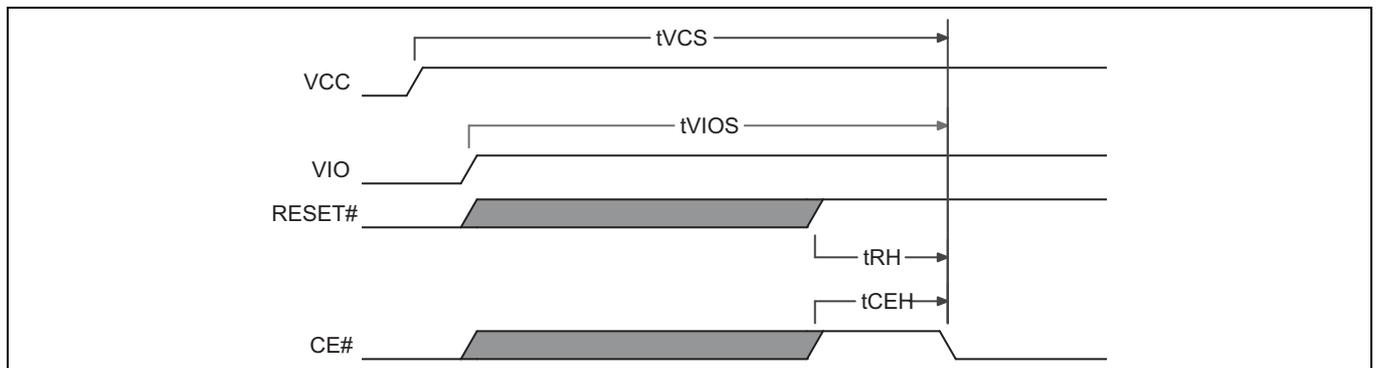 tVCS
VCC
tVIOS
VIO
RESET#
tRH
tCEH
CE#